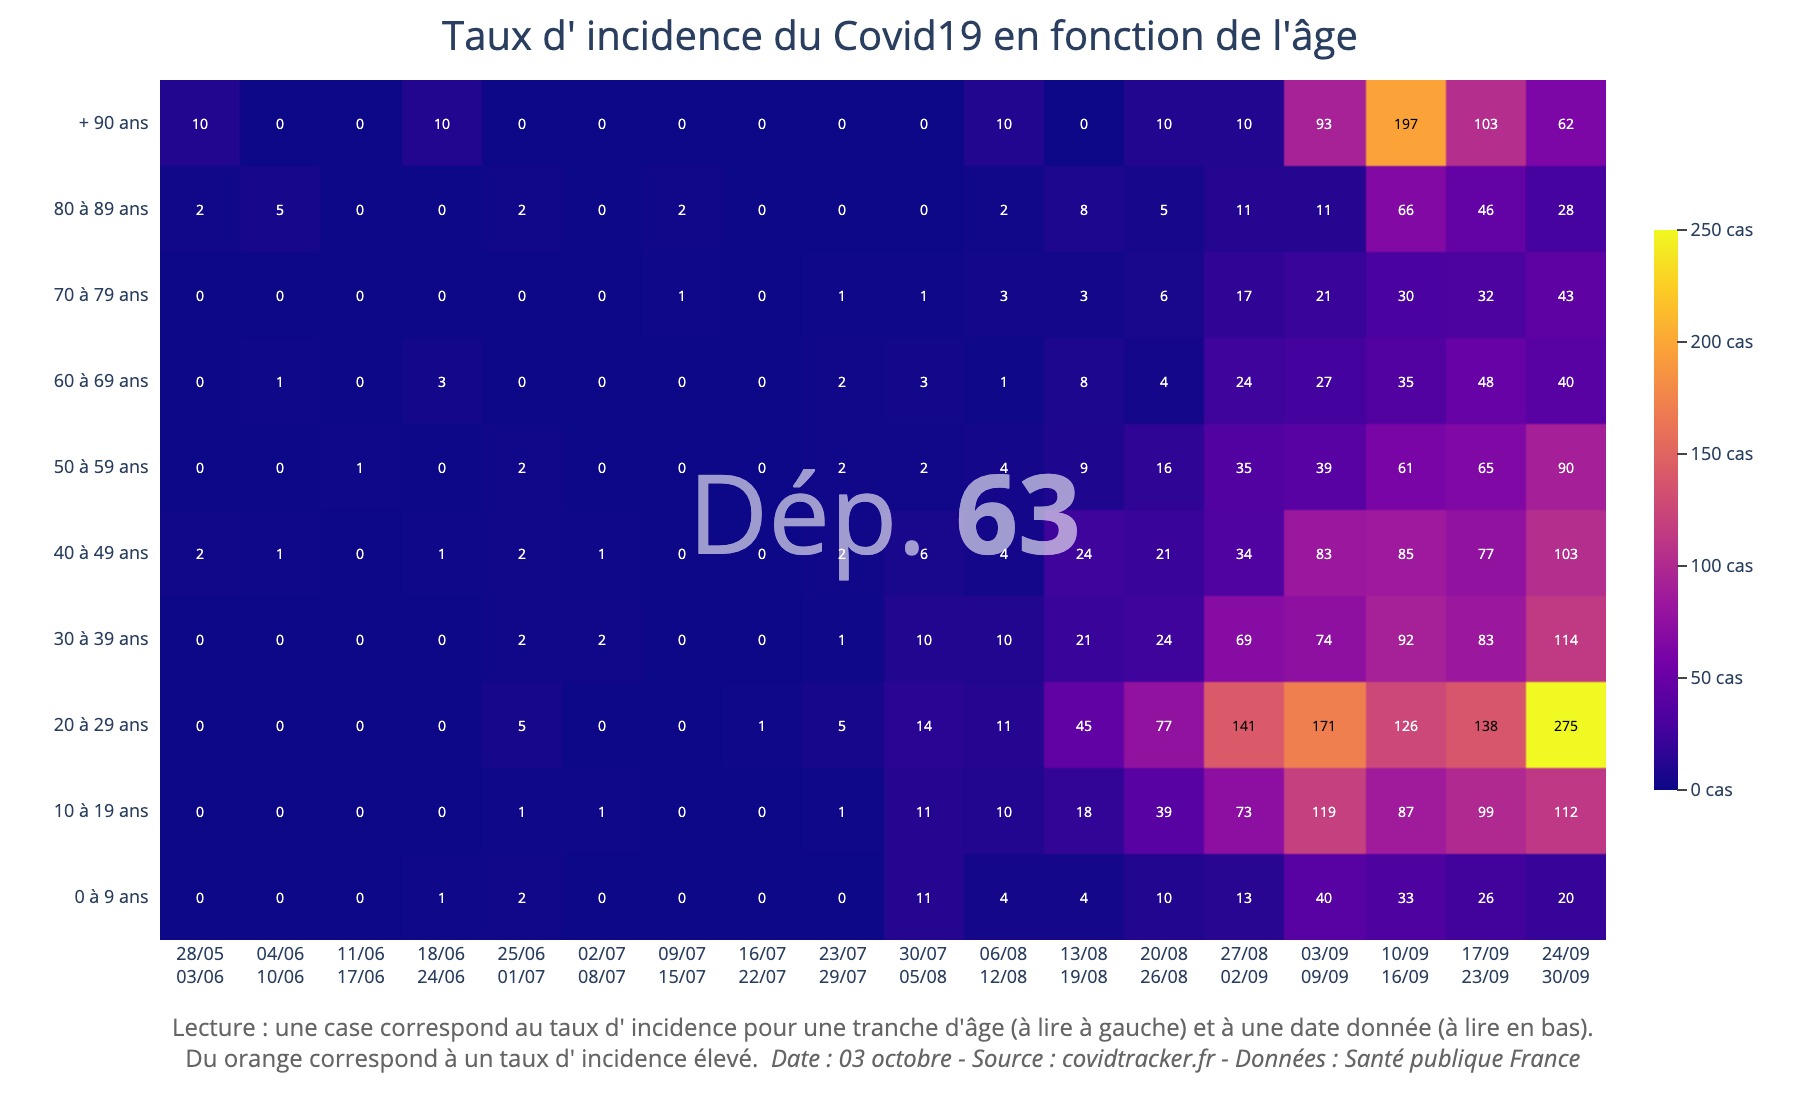 Taux d' incidence du Covid19 en fonction de l'âge
+ 90 ans 10 0 0 10 0 0 0 0 0 0 10 0 10 10 93 197 103 62
80 à 89 ans 2 5 0 0 2 0 2 0 0 0 2 8 5 11 11 66 46 28
70 à 79 ans 0 0 0 0 0 0 1 0 1 1 3 3 6 17 21 30 32 43
60 à 69 ans 0 1 0 3 0 0 0 0 2 3 1 8 4 24 27 35 48 40
50 à 59 ans 0 0 1 0 2 0 0 0 2 2 4 9 16 35 39 61 65 90
Dép. 63
40 à 49 ans 2 1 0 1 2 1 0 0 2 6 4 24 21 34 83 85 77 103
30 à 39 ans 0 0 0 0 2 2 0 0 1 10 10 21 24 69 74 92 83 114
20 à 29 ans 0 0 0 0 5 0 0 1 5 14 11 45 77 141 171 126 138 275
10 à 19 ans 0 0 0 0 1 1 0 0 1 11 10 18 39 73 119 87 99 112
0 à 9 ans 0 0 0 1 2 0 0 0 0 11 4 4 10 13 40 33 26 20
28/05 04/06 11/06 18/06 25/06 02/07 09/07 16/07 23/07 30/07 06/08 13/08 20/08 27/08 03/09 10/09 17/09 24/09
03/06 10/06 17/06 24/06 01/07 08/07 15/07 22/07 29/07 05/08 12/08 19/08 26/08 02/09 09/09 16/09 23/09 30/09
250 cas
200 cas
150 cas
100 cas
50 cas
0 cas
Lecture : une case correspond au taux d' incidence pour une tranche d'âge (à lire à gauche) et à une date donnée (à lire en bas).
Du orange correspond à un taux d' incidence élevé. Date : 03 octobre - Source : covidtracker.fr - Données : Santé publique France